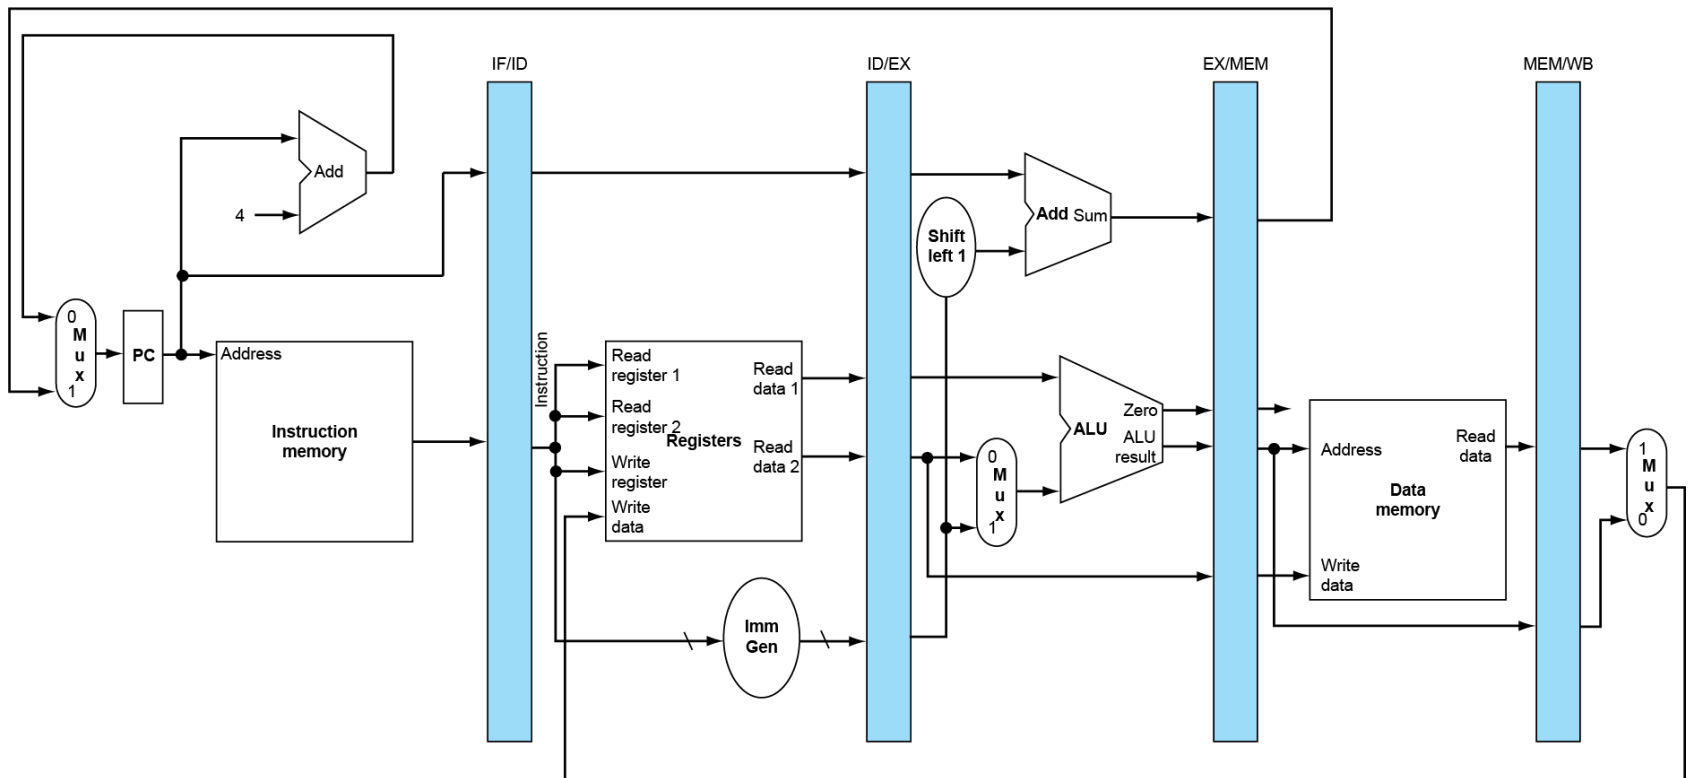 IF/ID
ID/EX
EX/MEM
MEM/WB
Add
4
Add Sum
Shift
left 1
0
M
u
x
1
PC
Address
Instruction
memory
Instruction
Read
register 1
Read
register 2
Registers
Write
register
Write
data
Read
data 1
Read
data 2
Imm
Gen
0
M
u
x
1
Zero
ALU
ALU
result
Address
Read
data
Data
memory
Write
data
1
M
u
x
0